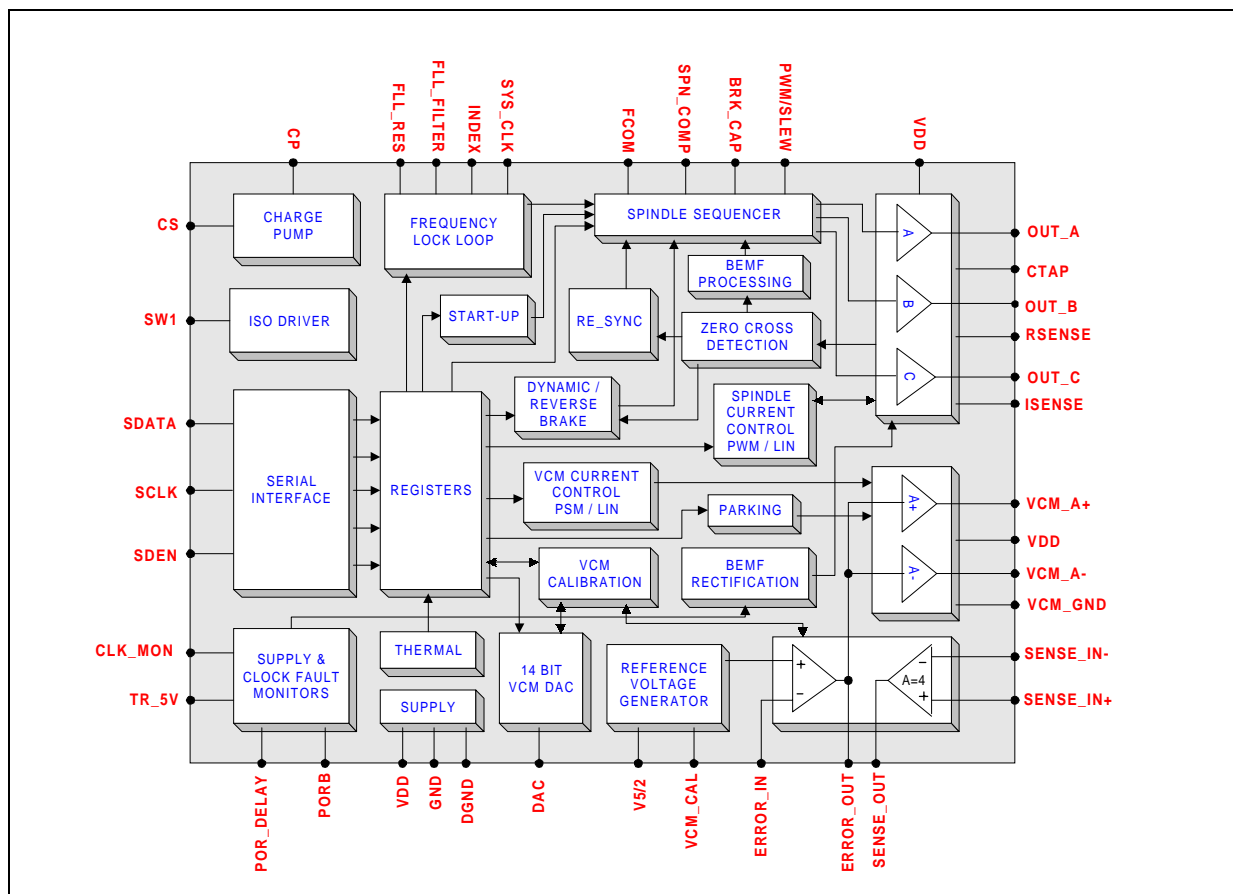 CP
FLL_RES
FLL_FILTER
INDEX
SYS_CLK
FCOM
SPN_COMP
BRK_CAP
PWM/SLEW
VDD
CS
SW1
SDATA
SCLK
SDEN
CLK_MON
TR_5V
CHARGE
PUMP
FREQUENCY
LOCK LOOP
SPINDLE SEQUENCER
BEMF
PROCESSING
ISO DRIVER
START-UP
RE_SYNC
ZERO CROSS
DETECTION
A
B
C
SERIAL
INTERFACE
REGISTERS
DYNAMIC /
REVERSE
BRAKE
SPINDLE
CURRENT
CONTROL
PWM / LIN
VCM CURRENT
CONTROL
PSM / LIN
PARKING
A+
A-
VCM
CALIBRATION
BEMF
RECTIFICATION
SUPPLY &
CLOCK FAULT
MONITORS
THERMAL
SUPPLY
14 BIT
VCM DAC
REFERENCE
VOLTAGE
GENERATOR
+
−
A=4
−
+
OUT_A
CTAP
OUT_B
RSENSE
OUT_C
ISENSE
VCM_A+
VDD
VCM_A-
VCM_GND
SENSE_IN-
SENSE_IN+
POR_DELAY
PORB
VDD
GND
DGND
DAC
V5/2
VCM_CAL
ERROR_IN
ERROR_OUT
SENSE_OUT